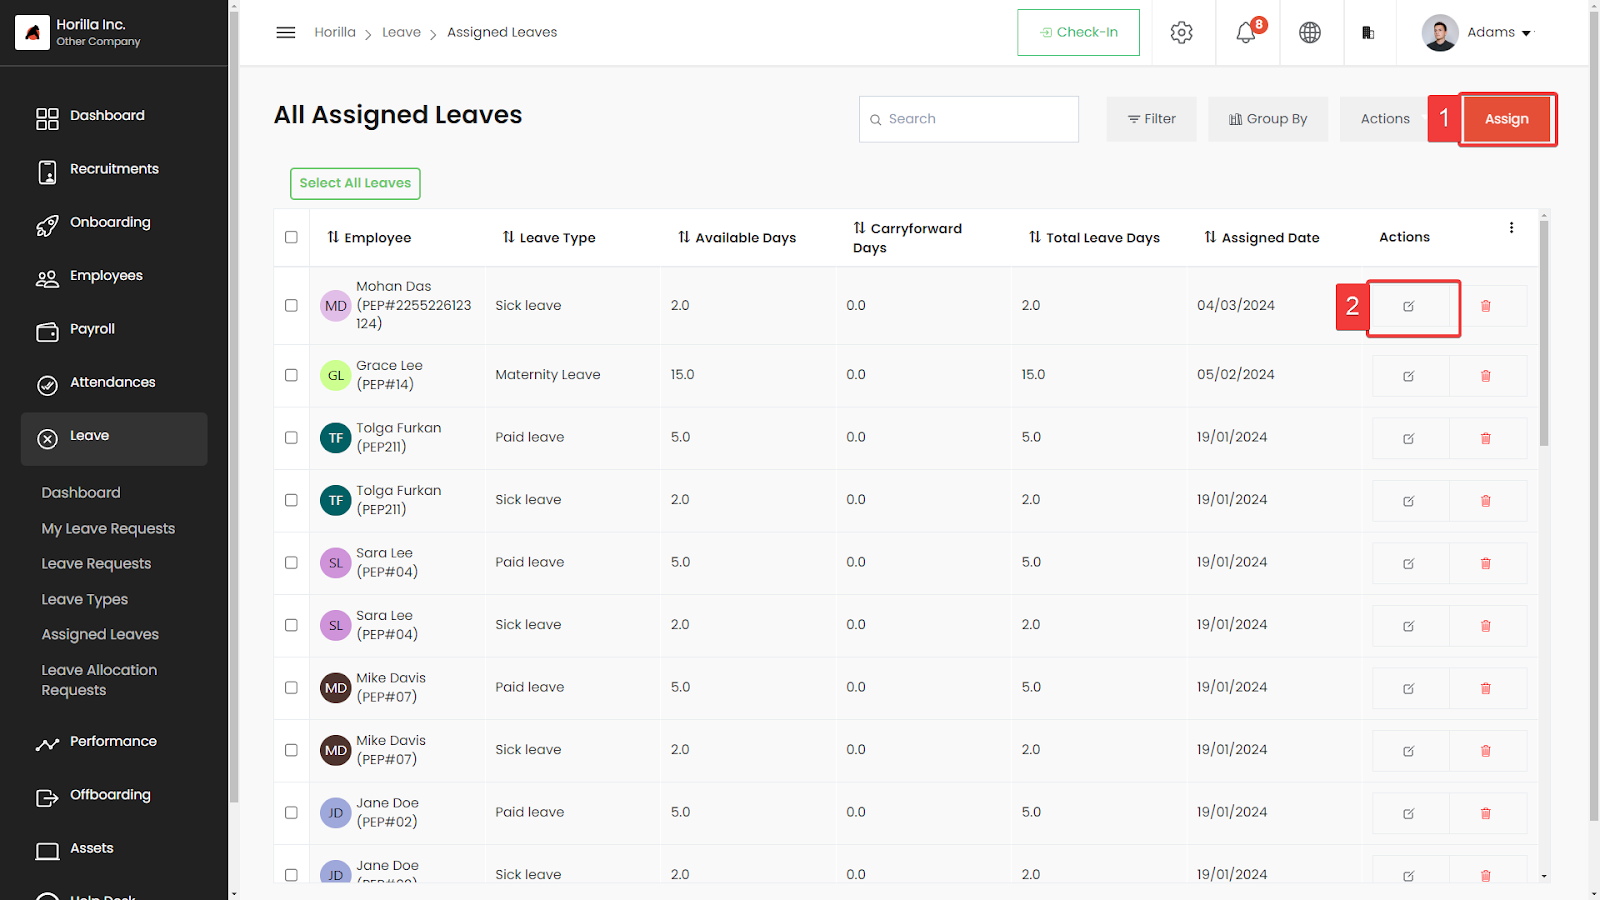 Horilla Inc.
Other Company
Dashboard
Recruitments
Onboarding
Employees
Payroll
Attendances
Leave
Dashboard
My Leave Requests
Leave Requests
Leave Types
Assigned Leaves
Leave Allocation
Requests
Performance
Offboarding
Assets
Help Desk
Horilla > Leave > Assigned Leaves
Check-In
8
Adams
All Assigned Leaves
Search
Filter
Group By
Actions
1
Assign
Select All Leaves
Employee Leave Type Available Days Carryforward Days Total Leave Days Assigned Date Actions
Mohan Das (PEP#2255226123124) Sick leave 2.0 0.0 2.0 04/03/2024
MD
2
Grace Lee (PEP#14) Maternity Leave 15.0 0.0 15.0 05/02/2024
GL
Tolga Furkan (PEP211) Paid leave 5.0 0.0 5.0 19/01/2024
TF
Tolga Furkan (PEP211) Sick leave 2.0 0.0 2.0 19/01/2024
TF
Sara Lee (PEP#04) Paid leave 5.0 0.0 5.0 19/01/2024
SL
Sara Lee (PEP#04) Sick leave 2.0 0.0 2.0 19/01/2024
SL
Mike Davis (PEP#07) Paid leave 5.0 0.0 5.0 19/01/2024
MD
Mike Davis (PEP#07) Sick leave 2.0 0.0 2.0 19/01/2024
MD
Jane Doe (PEP#02) Paid leave 5.0 0.0 5.0 19/01/2024
JD
Jane Doe Sick leave 2.0 0.0 2.0 19/01/2024
JD